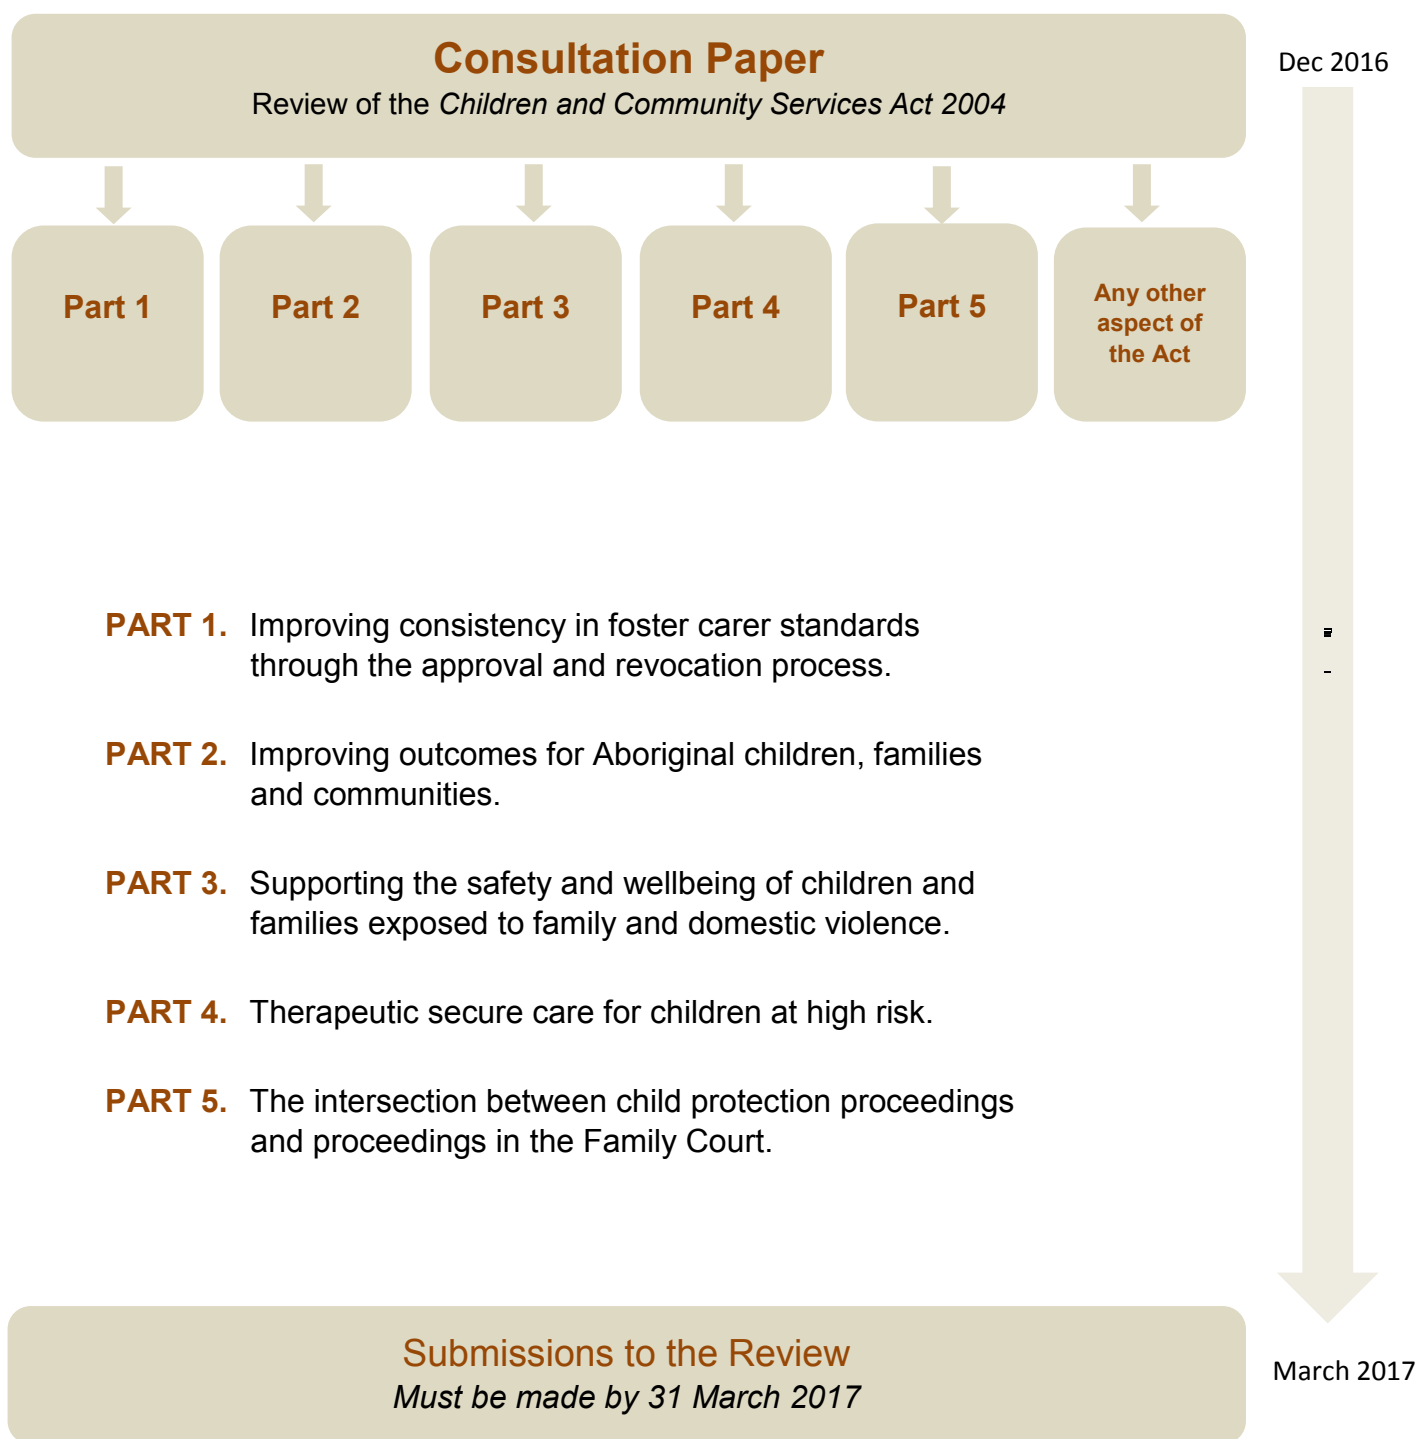 Consultation Paper
Review of the Children and Community Services Act 2004
Dec 2016
Part 1
Part 2
Part 3
Part 4
Part 5
Any other
aspect of
the Act
PART 1. Improving consistency in foster carer standards
through the approval and revocation process.
PART 2. Improving outcomes for Aboriginal children, families
and communities.
PART 3. Supporting the safety and wellbeing of children and
families exposed to family and domestic violence.
PART 4. Therapeutic secure care for children at high risk.
PART 5. The intersection between child protection proceedings
and proceedings in the Family Court.
Submissions to the Review
Must be made by 31 March 2017
March 2017